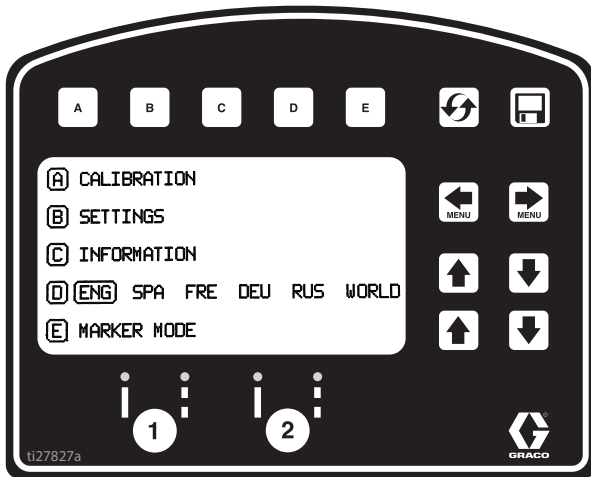 A B C D E
A CALIBRATION
B SETTINGS
MENU MENU
C INFORMATION
D ENG SPA FRE DEU RUS WORLD
E MARKER MODE
1 2
ti27827a
GRACO